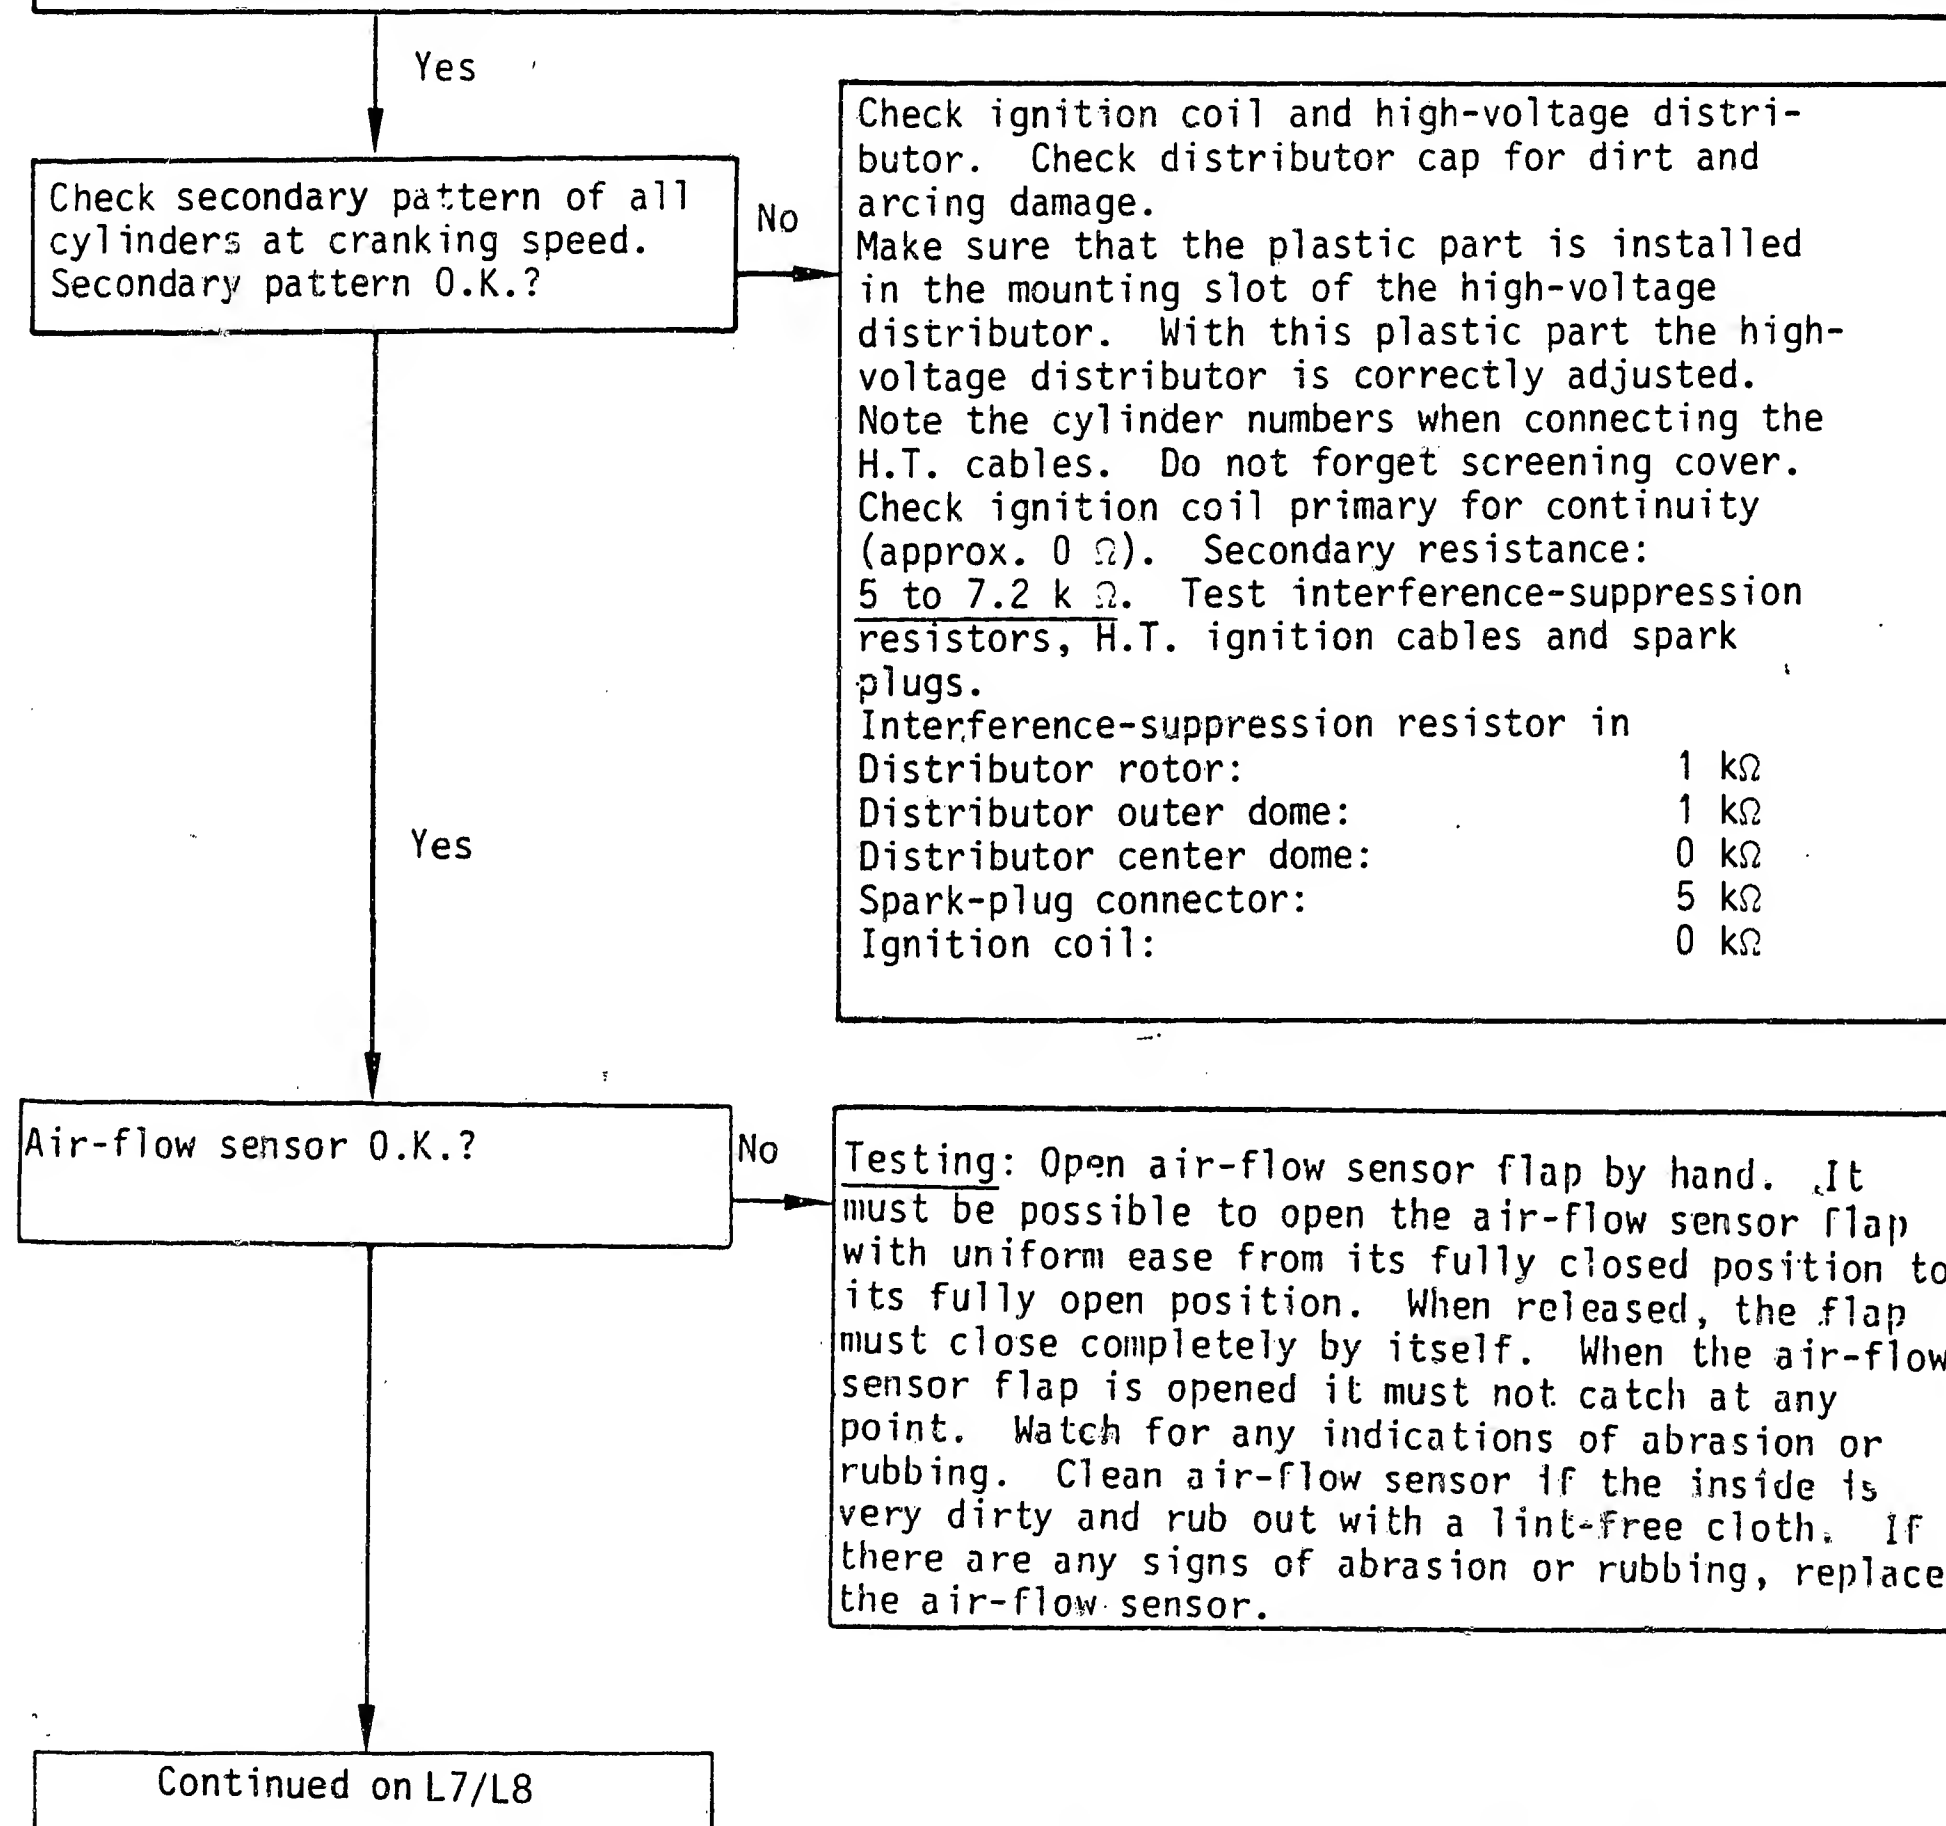 Yes
Check secondary pattern of all
cylinders at cranking speed.
Secondary pattern O.K.?
No
Check ignition coil and high-voltage distri-
butor. Check distributor cap for dirt and
arcing damage.
Make sure that the plastic part is installed
in the mounting slot of the high-voltage
distributor. With this plastic part the high-
voltage distributor is correctly adjusted.
Note the cylinder numbers when connecting the
H.T. cables. Do not forget screening cover.
Check ignition coil primary for continuity
(approx. 0 Ω). Secondary resistance:
5 to 7.2 k Ω. Test interference-suppression
resistors, H.T. ignition cables and spark
plugs.
Interference-suppression resistor in
Distributor rotor: 1 kΩ
Distributor outer dome: 1 kΩ
Distributor center dome: 0 kΩ
Spark-plug connector: 5 kΩ
Ignition coil: 0 kΩ
Yes
Air-flow sensor O.K.?
No
Testing: Open air-flow sensor flap by hand. It
must be possible to open the air-flow sensor flap
with uniform ease from its fully closed position to
its fully open position. When released, the flap
must close completely by itself. When the air-flow
sensor flap is opened it must not catch at any
point. Watch for any indications of abrasion or
rubbing. Clean air-flow sensor if the inside is
very dirty and rub out with a lint-free cloth. If
there are any signs of abrasion or rubbing, replace
the air-flow sensor.
Continued on L7/L8